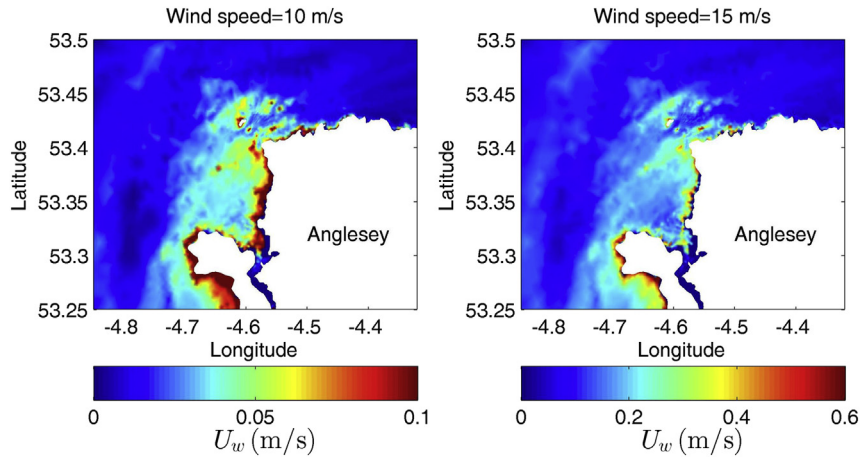 Wind speed=10 m/s
53.5
53.45
53.4
53.35
53.3
53.25
Latitude
Anglesey
-4.8 -4.7 -4.6 -4.5 -4.4
Longitude
0 0.05 0.1
U_w (m/s)
Wind speed=15 m/s
53.5
53.45
53.4
53.35
53.3
53.25
Latitude
Anglesey
-4.8 -4.7 -4.6 -4.5 -4.4
Longitude
0 0.2 0.4 0.6
U_w (m/s)